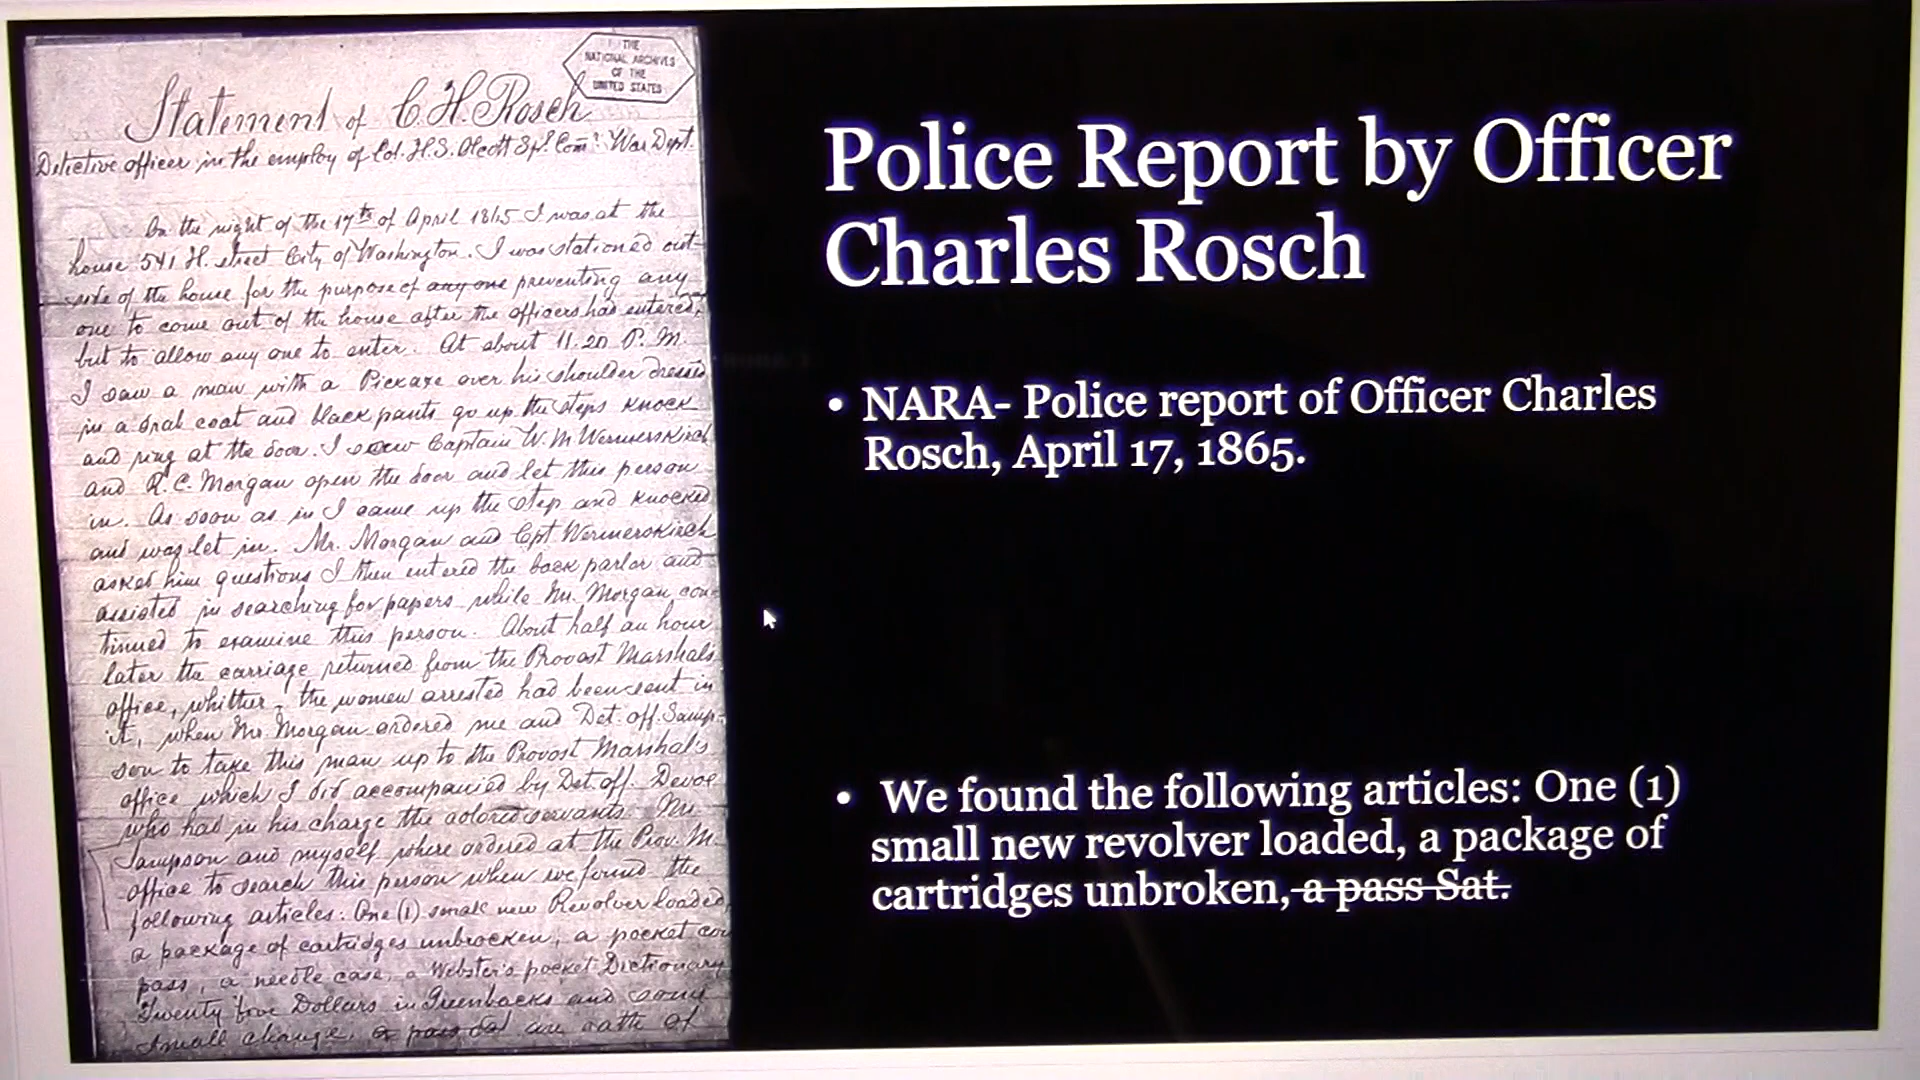 THE
NATIONAL ARCHIVES
OF THE
UNITED STATES
Statement of C. H. Rosch
Detective officer in the employ of Col. H. S. Olcott Spl. Comr. War Dept.
On the night of the 17th of April 1865 I was at the
house 541 H. street City of Washington. I was stationed out-
side of the house for the purpose of any one preventing any
one to come out of the house after the officers had entered,
but to allow any one to enter. At about 11.20 P. M.
I saw a man with a Pickaxe over his shoulder dressed
in a drab coat and black pants go up the steps knock
and ring at the door. I saw Captain W. M Wermerskirch
and R. C. Morgan open the door and let this person
in. As soon as in I came up the step and knocked
and was let in. Mr. Morgan and Cpt Wermerskirch
asked him questions I then entered the back parlor and
assisted in searching for papers while Mr. Morgan con-
tinued to examine this person. About half an hour
later the carriage returned from the Provost Marshals
office, whither the women arrested had been sent in
it, when Mr. Morgan ordered me and Det. off. Samp-
son to take this man up to the Provost Marshal's
office which I did accompanied by Det. off. Devoe
who had in his charge the colored servants. Mr
Sampson and myself where ordered at the Prov. M.
office to search this person when we found the
following articles: One (1) small new Revolver loaded,
a package of cartridges unbrocken, a pocket com
pass, a needle case, a Webster's pocket Dictionary
Twenty five Dollars in Greenbacks and some
small change, a pass Sat are oath of
Police Report by Officer
Charles Rosch
• NARA- Police report of Officer Charles
Rosch, April 17, 1865.
• We found the following articles: One (1)
small new revolver loaded, a package of
cartridges unbroken, a pass Sat.